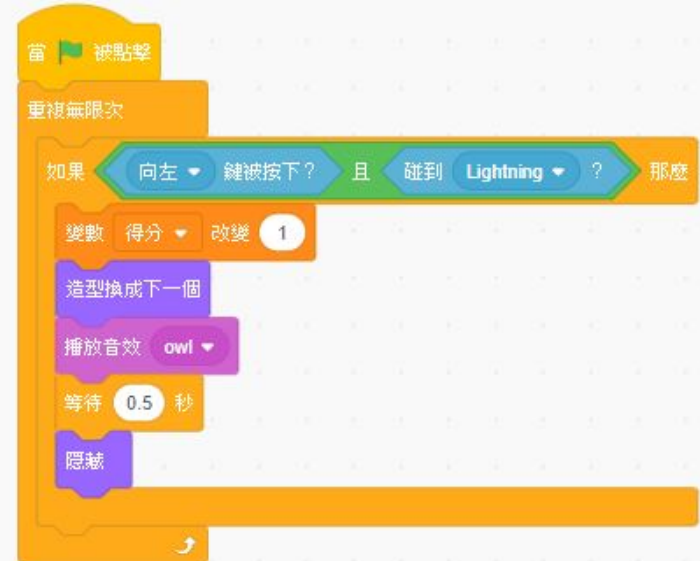 當 被點擊
重複無限次
如果 向左 鍵被按下? 且 碰到 Lightning ? 那麼
變數 得分 改變 1
造型換成下一個
播放音效 owl
等待 0.5 秒
隱藏